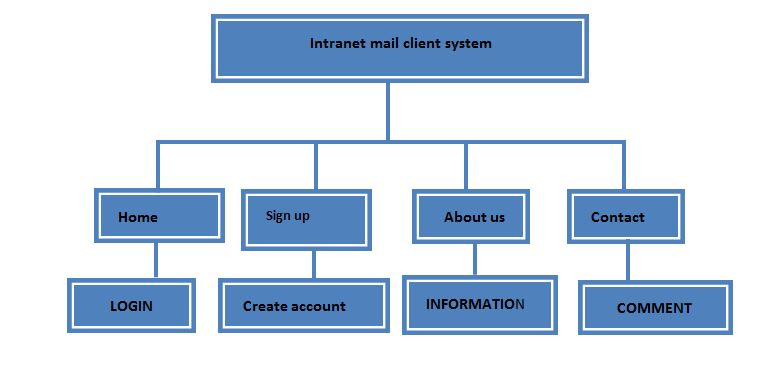 Intranet mail client system
Home
Sign up
About us
Contact
LOGIN
Create account
INFORMATION
COMMENT